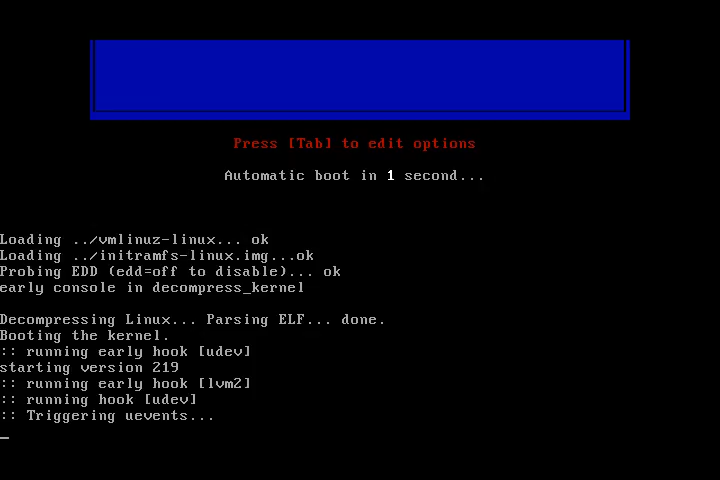 Press [Tab] to edit options
Automatic boot in 1 second...
Loading ../vmlinuz-linux... ok
Loading ../initramfs-linux.img...ok
Probing EDD (edd=off to disable)... ok
early console in decompress_kernel
Decompressing Linux... Parsing ELF... done.
Booting the kernel.
:: running early hook [udev]
starting version 219
:: running early hook [lvm2]
:: running hook [udev]
:: Triggering uevents...
_